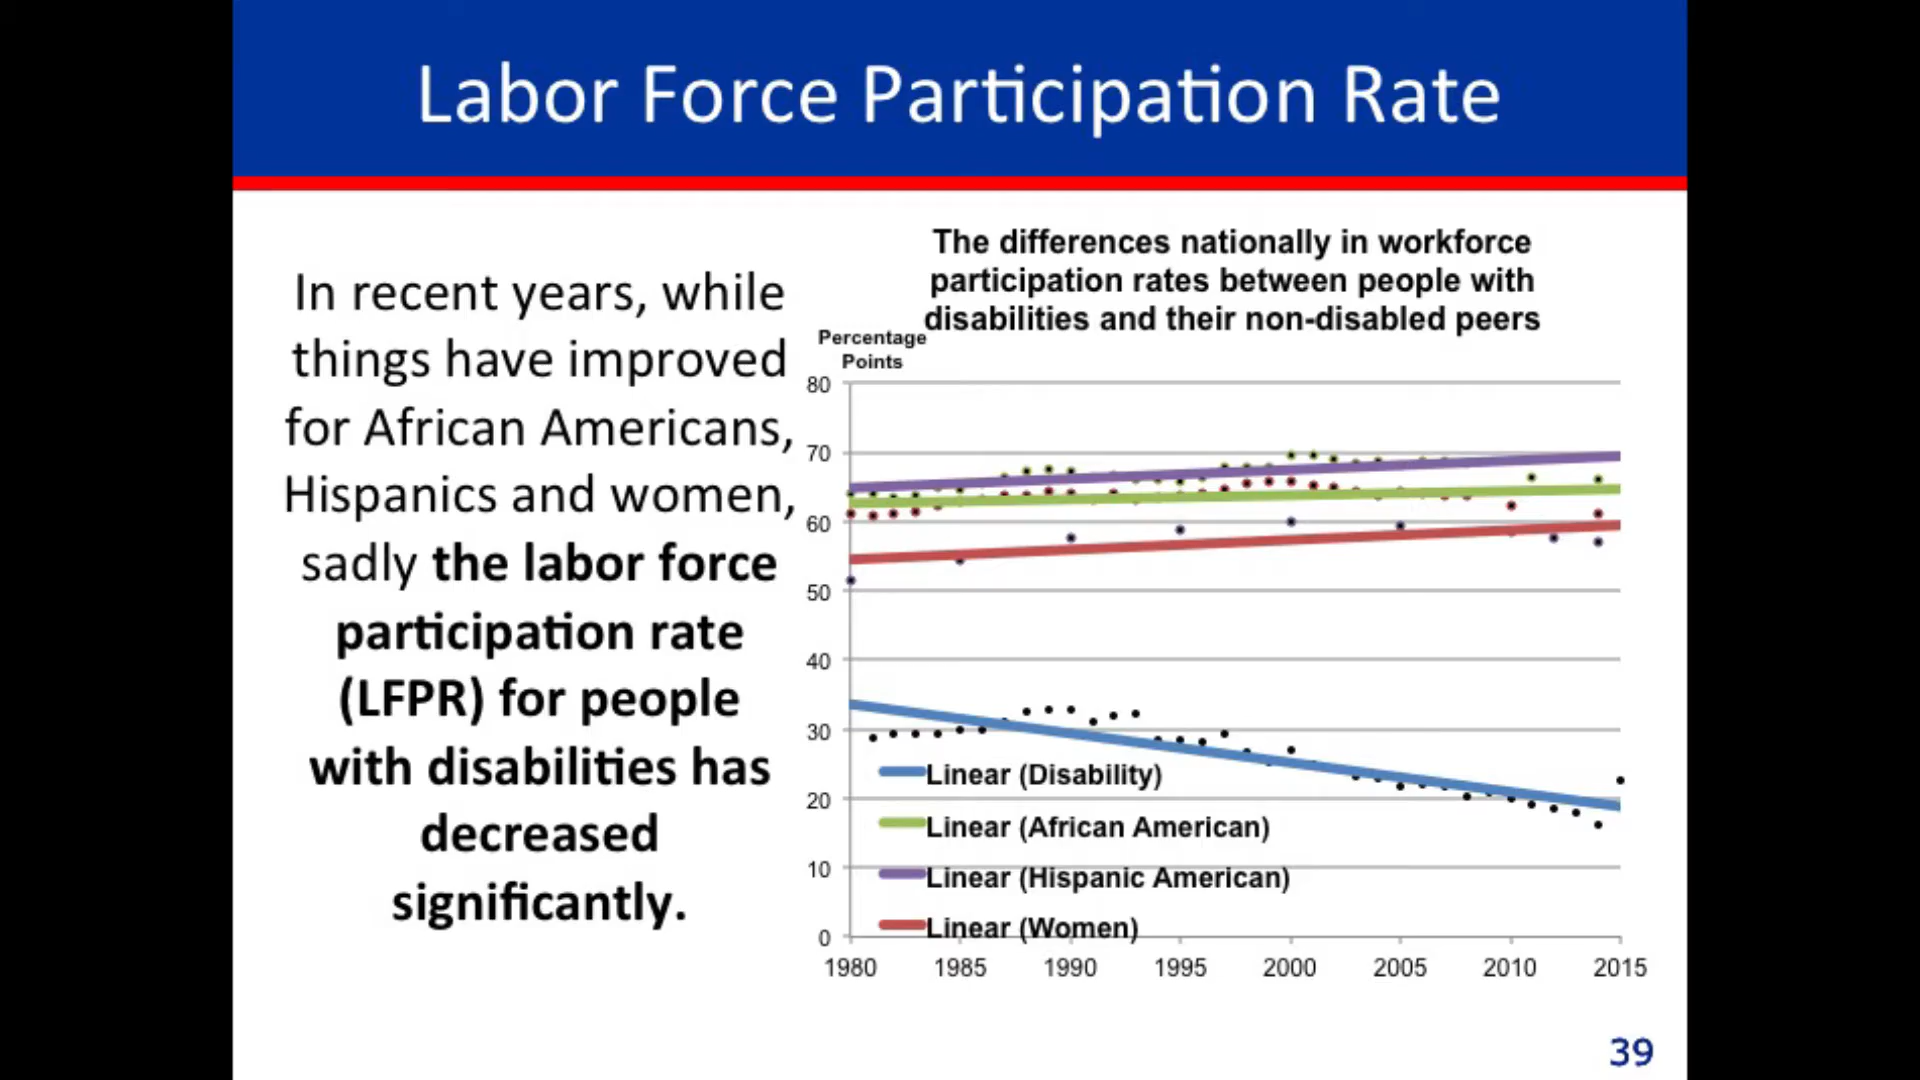 Labor Force Participation Rate
In recent years, while
things have improved
for African Americans,
Hispanics and women,
sadly the labor force
participation rate
(LFPR) for people
with disabilities has
decreased
significantly.
The differences nationally in workforce
participation rates between people with
disabilities and their non-disabled peers
Percentage
Points
80
70
60
50
40
30
20
10
0
Linear (Disability)
Linear (African American)
Linear (Hispanic American)
Linear (Women)
1980 1985 1990 1995 2000 2005 2010 2015
39